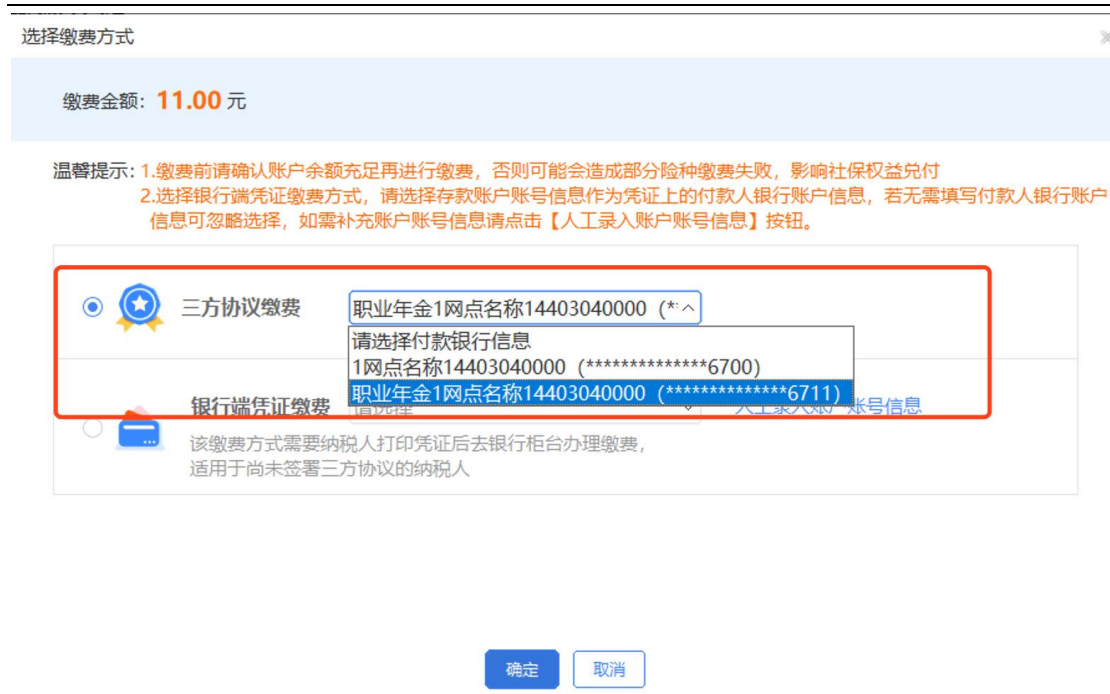 选择缴费方式
缴费金额：11.00 元
温馨提示：1.缴费前请确认账户余额充足再进行缴费，否则可能会造成部分险种缴费失败，影响社保权益兑付
2.选择银行端凭证缴费方式，请选择存款账户账号信息作为凭证上的付款人银行账户信息，若无需填写付款人银行账户
信息可忽略选择，如需补充账户账号信息请点击【人工录入账户账号信息】按钮。
三方协议缴费 职业年金1网点名称14403040000（*
请选择付款银行信息
1网点名称14403040000（**************6700）
职业年金1网点名称14403040000（**************6711）
银行端凭证缴费 请选择 人工录入账户账号信息
该缴费方式需要纳税人打印凭证后去银行柜台办理缴费，
适用于尚未签署三方协议的纳税人
确定 取消